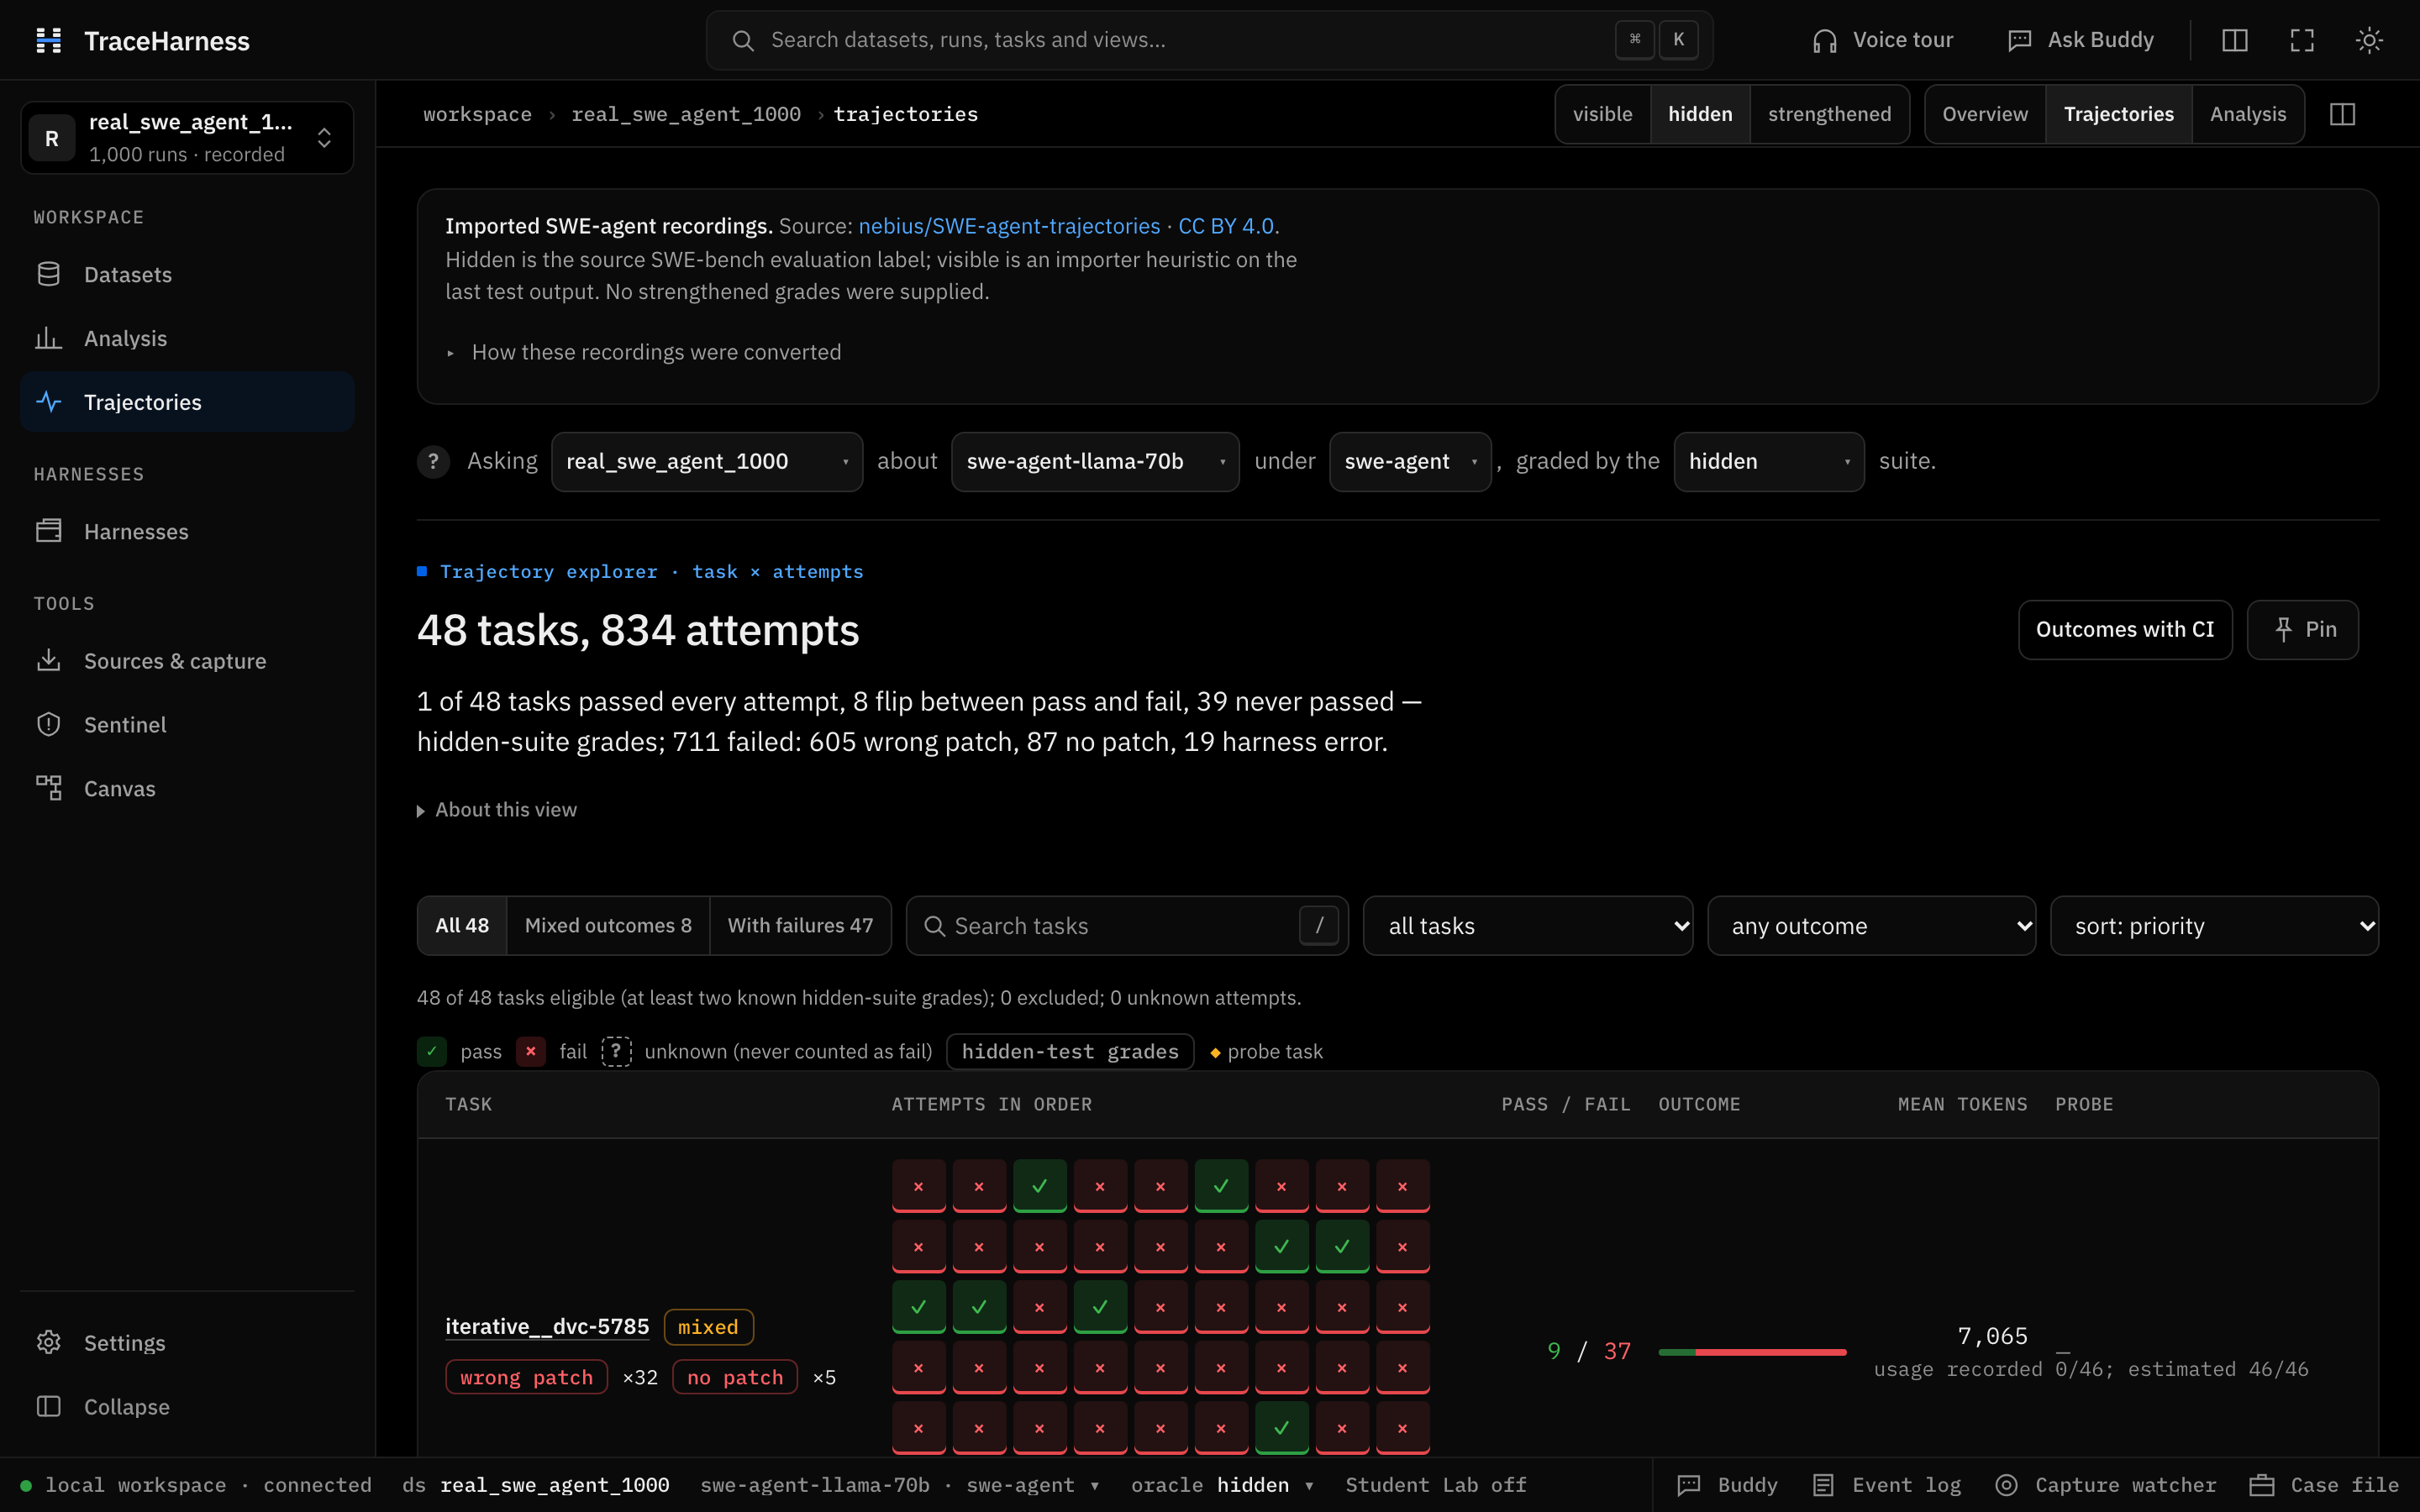 TraceHarness
Search datasets, runs, tasks and views...
⌘ K
Voice tour
Ask Buddy
R
real_swe_agent_1...
1,000 runs · recorded
workspace › real_swe_agent_1000 › trajectories
visible hidden strengthened
Overview Trajectories Analysis
WORKSPACE
Datasets
Analysis
Trajectories
HARNESSES
Harnesses
TOOLS
Sources & capture
Sentinel
Canvas
Settings
Collapse
Imported SWE-agent recordings. Source: nebius/SWE-agent-trajectories · CC BY 4.0.
Hidden is the source SWE-bench evaluation label; visible is an importer heuristic on the
last test output. No strengthened grades were supplied.
▸ How these recordings were converted
? Asking real_swe_agent_1000 ▾ about swe-agent-llama-70b ▾ under swe-agent ▾ , graded by the hidden ▾ suite.
Trajectory explorer · task × attempts
48 tasks, 834 attempts
Outcomes with CI
Pin
1 of 48 tasks passed every attempt, 8 flip between pass and fail, 39 never passed —
hidden-suite grades; 711 failed: 605 wrong patch, 87 no patch, 19 harness error.
About this view
All 48 Mixed outcomes 8 With failures 47
Search tasks /
all tasks
any outcome
sort: priority
48 of 48 tasks eligible (at least two known hidden-suite grades); 0 excluded; 0 unknown attempts.
✓ pass × fail ? unknown (never counted as fail) hidden-test grades ◆ probe task
TASK ATTEMPTS IN ORDER PASS / FAIL OUTCOME MEAN TOKENS PROBE
× × ✓ × × ✓ × × ×
× × × × × × ✓ ✓ ×
✓ ✓ × ✓ × × × × ×
× × × × × × × × ×
× × × × × × ✓ × ×
iterative__dvc-5785 mixed
wrong patch ×32 no patch ×5
9 / 37
7,065
—
usage recorded 0/46; estimated 46/46
local workspace · connected ds real_swe_agent_1000 swe-agent-llama-70b · swe-agent ▾ oracle hidden ▾ Student Lab off
Buddy Event log Capture watcher Case file